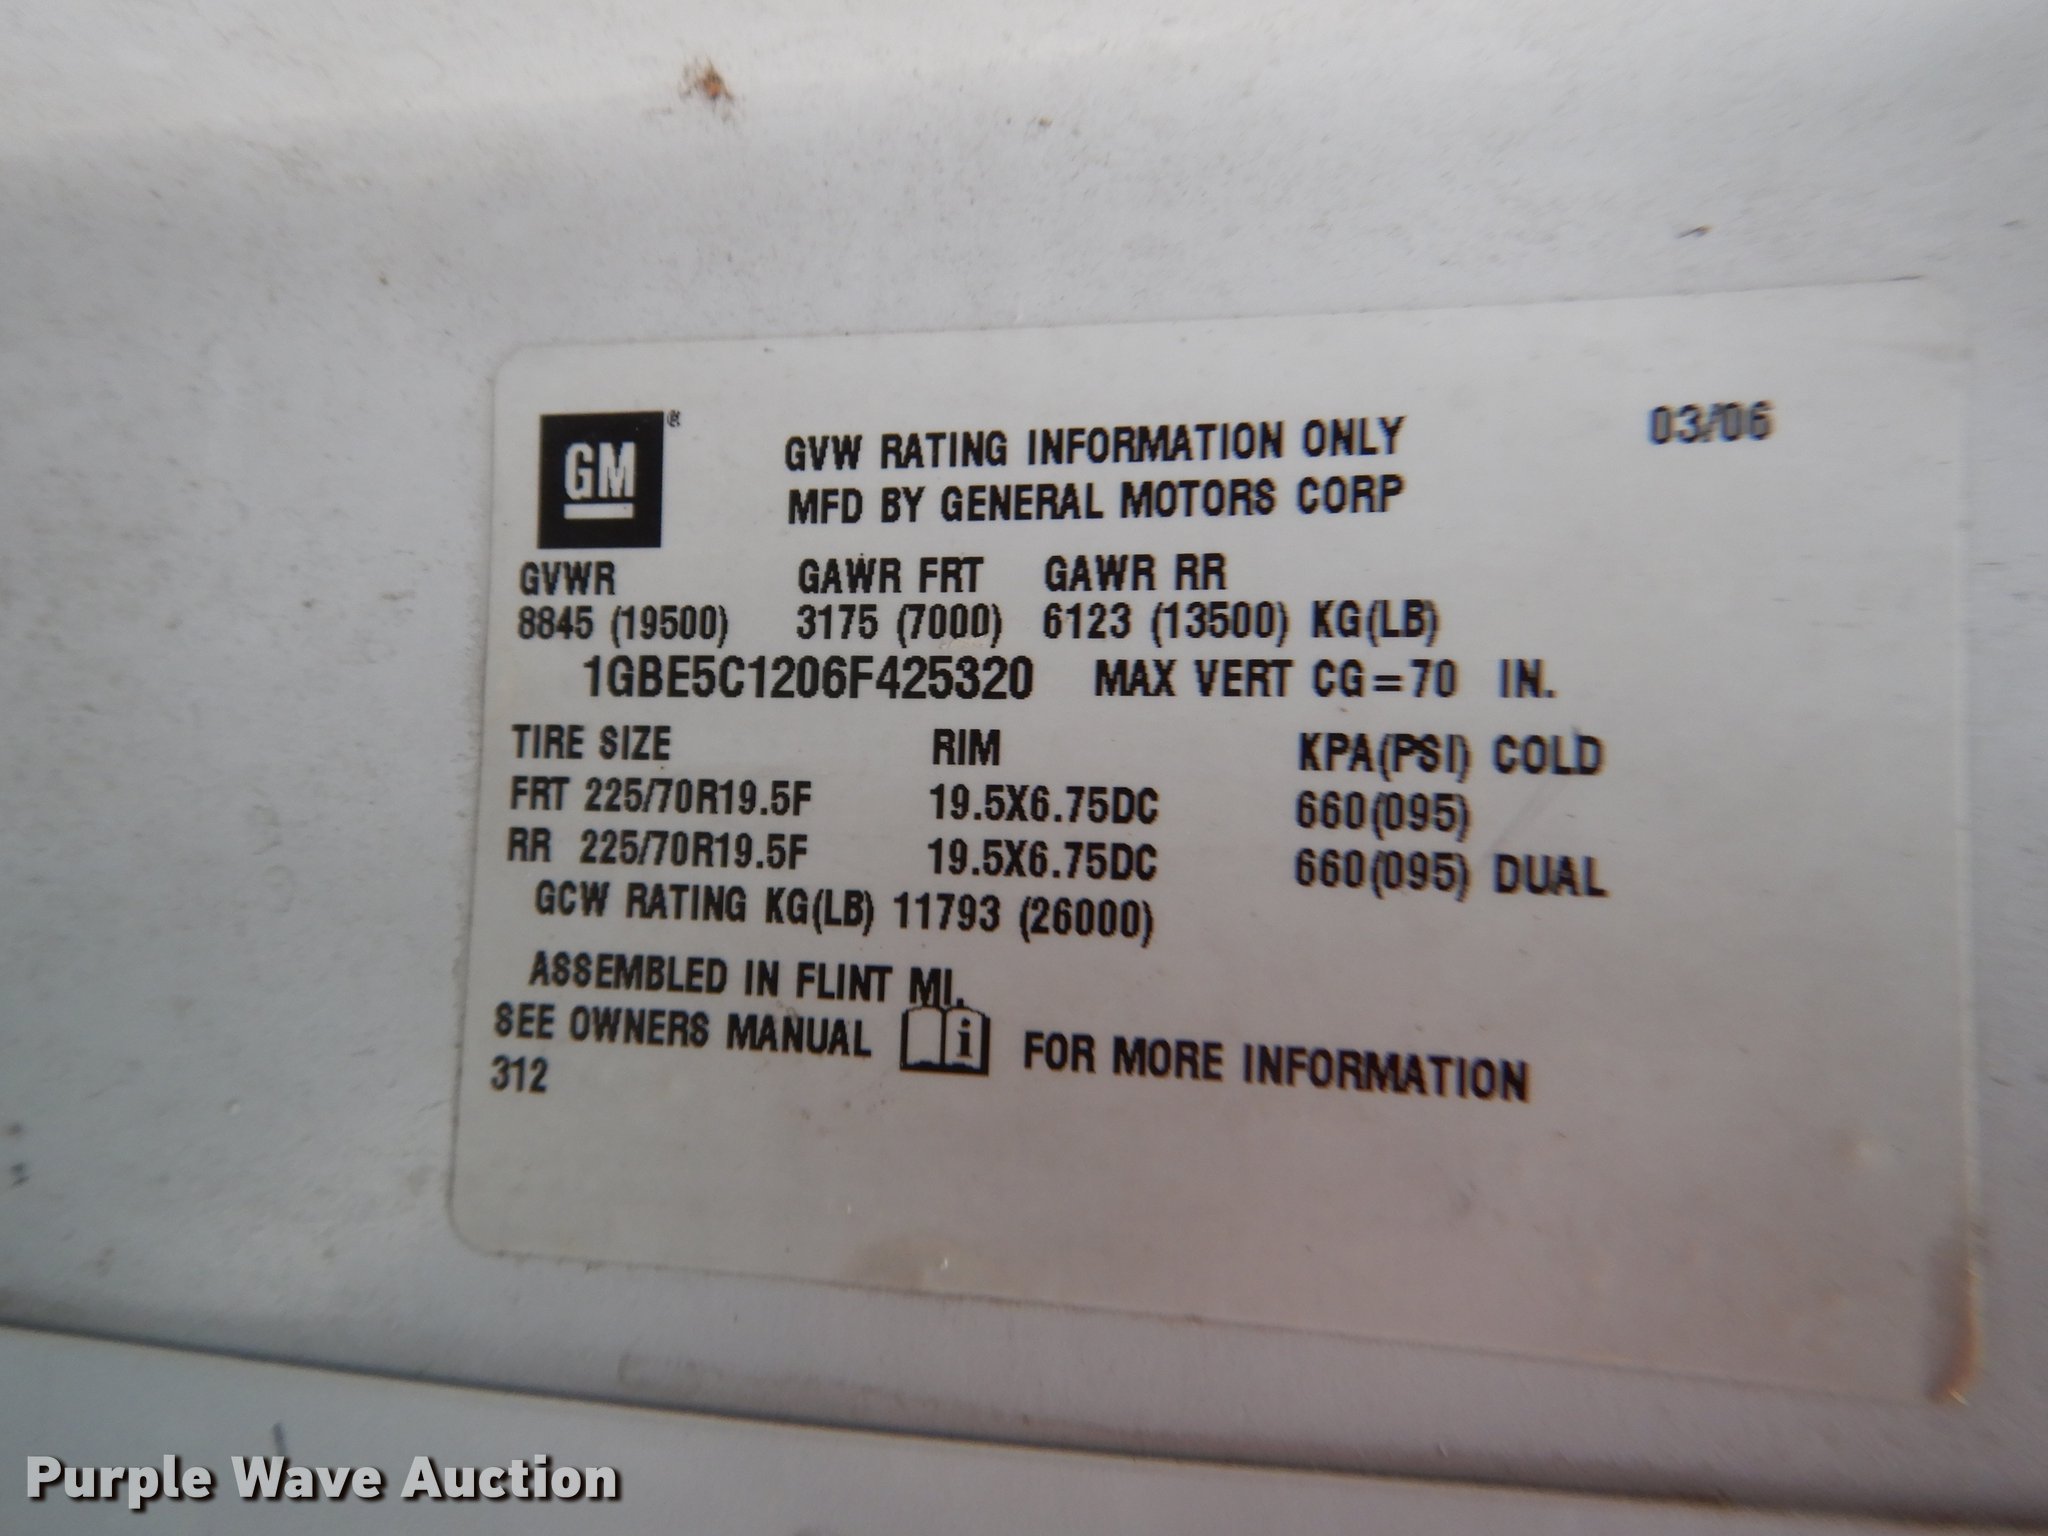 GM ®
GVW RATING INFORMATION ONLY 03/06
MFD BY GENERAL MOTORS CORP
GVWR GAWR FRT GAWR RR
8845 (19500) 3175 (7000) 6123 (13500) KG(LB)
1GBE5C1206F425320 MAX VERT CG=70 IN.
TIRE SIZE RIM KPA(PSI) COLD
FRT 225/70R19.5F 19.5X6.75DC 660(095)
RR 225/70R19.5F 19.5X6.75DC 660(095) DUAL
GCW RATING KG(LB) 11793 (26000)
ASSEMBLED IN FLINT MI.
SEE OWNERS MANUAL i FOR MORE INFORMATION
312
Purple Wave Auction